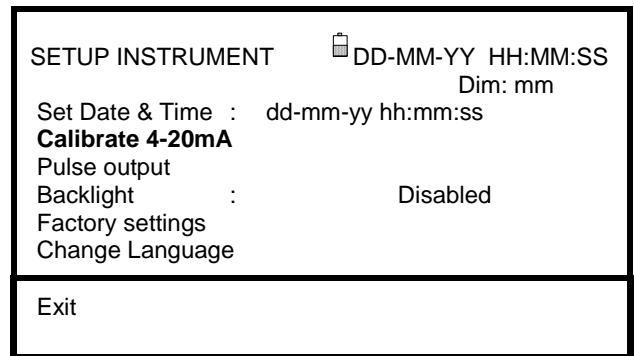 SETUP INSTRUMENT DD-MM-YY HH:MM:SS
Dim: mm
Set Date & Time : dd-mm-yy hh:mm:ss
Calibrate 4-20mA
Pulse output
Backlight : Disabled
Factory settings
Change Language
Exit